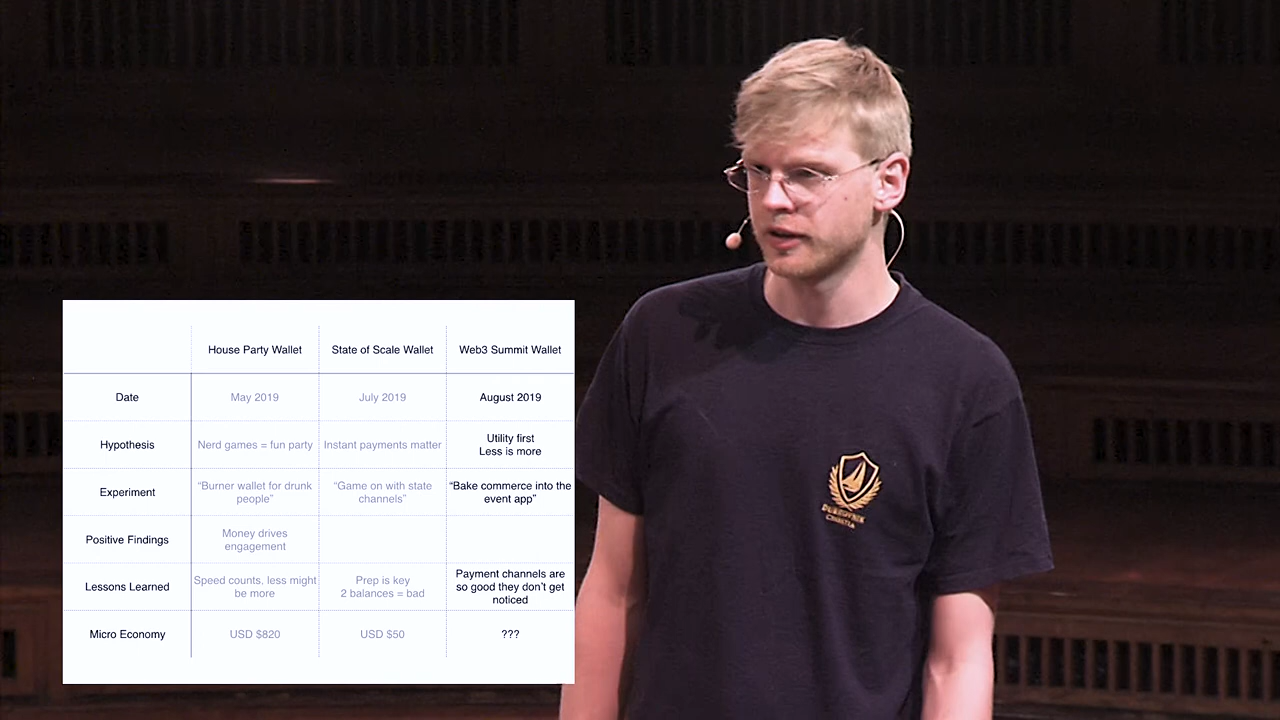 House Party Wallet State of Scale Wallet Web3 Summit Wallet
Date May 2019 July 2019 August 2019
Hypothesis Nerd games = fun party Instant payments matter Utility first
Less is more
Experiment "Burner wallet for drunk people" "Game on with state channels" "Bake commerce into the event app"
Positive Findings Money drives engagement
Lessons Learned Speed counts. less might be more Prep is key
2 balances = bad Payment channels are so good they don't get noticed
Micro Economy USD $820 USD $50 ???
DUBROVNIK
CROATIA